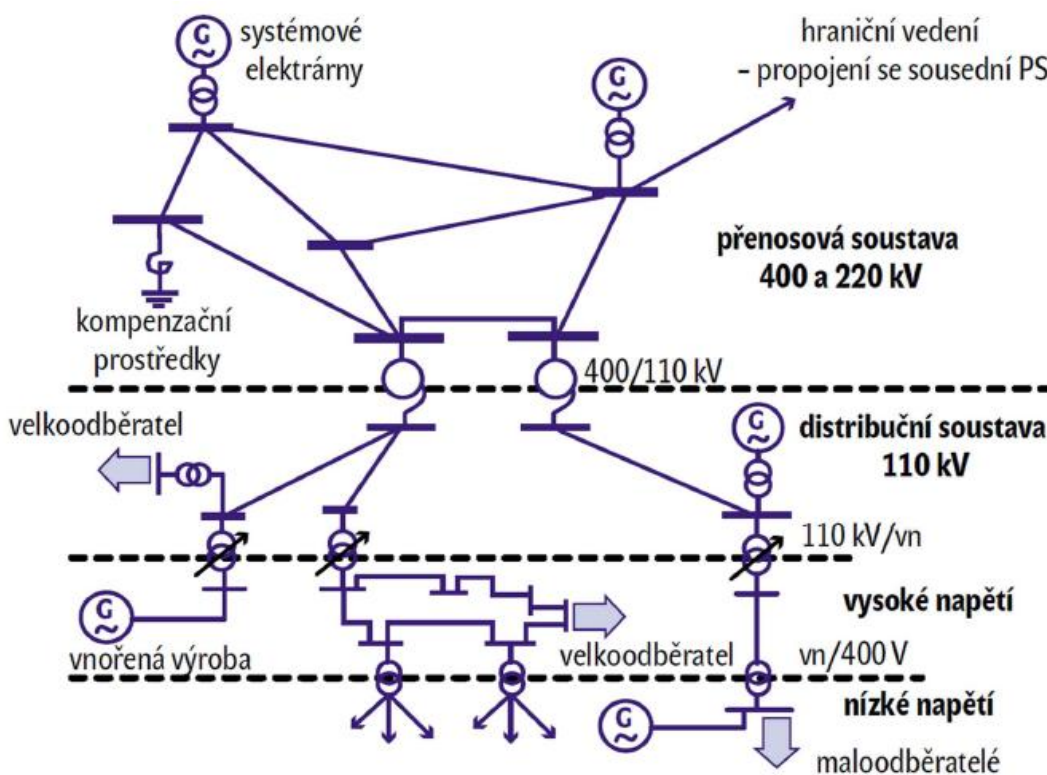 G
systémové
elektrárny
hraniční vedení
– propojení se sousední PS
G
přenosová soustava
400 a 220 kV
kompenzační
prostředky
400/110 kV
velkoodběratel
G
distribuční soustava
110 kV
110 kV/vn
G
vnořená výroba
vysoké napětí
velkoodběratel
vn/400 V
G
nízké napětí
maloodběratelé